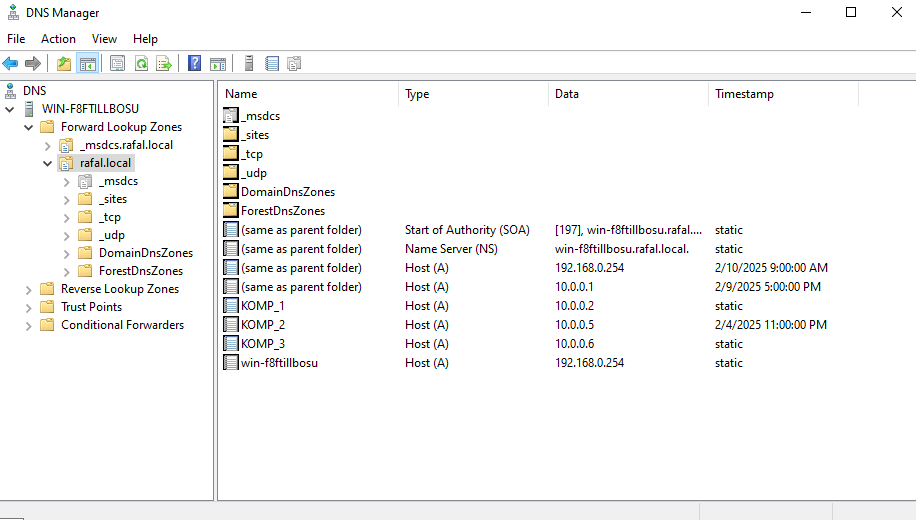 DNS Manager
File Action View Help
DNS
WIN-F8FTILLBOSU
Forward Lookup Zones
_msdcs.rafal.local
rafal.local
_msdcs
_sites
_tcp
_udp
DomainDnsZones
ForestDnsZones
Reverse Lookup Zones
Trust Points
Conditional Forwarders
Name Type Data Timestamp
_msdcs
_sites
_tcp
_udp
DomainDnsZones
ForestDnsZones
(same as parent folder) Start of Authority (SOA) [197], win-f8ftillbosu.rafal.... static
(same as parent folder) Name Server (NS) win-f8ftillbosu.rafal.local. static
(same as parent folder) Host (A) 192.168.0.254 2/10/2025 9:00:00 AM
(same as parent folder) Host (A) 10.0.0.1 2/9/2025 5:00:00 PM
KOMP_1 Host (A) 10.0.0.2 static
KOMP_2 Host (A) 10.0.0.5 2/4/2025 11:00:00 PM
KOMP_3 Host (A) 10.0.0.6 static
win-f8ftillbosu Host (A) 192.168.0.254 static